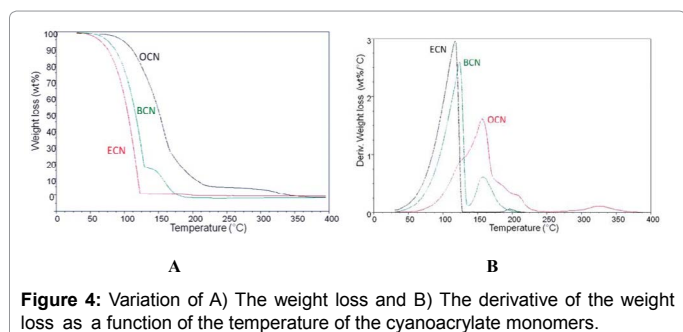 100
90
80
70
60
50
40
30
20
10
0
Weight loss (wt%)
OCN
BCN
ECN
0 50 100 150 200 250 300 350 400
Temperature (°C)
A
3
2
1
0
Deriv. Weight loss (wt%/°C)
ECN
BCN
OCN
0 50 100 150 200 250 300 350 400
Temperature (°C)
B
Figure 4: Variation of A) The weight loss and B) The derivative of the weight
loss as a function of the temperature of the cyanoacrylate monomers.